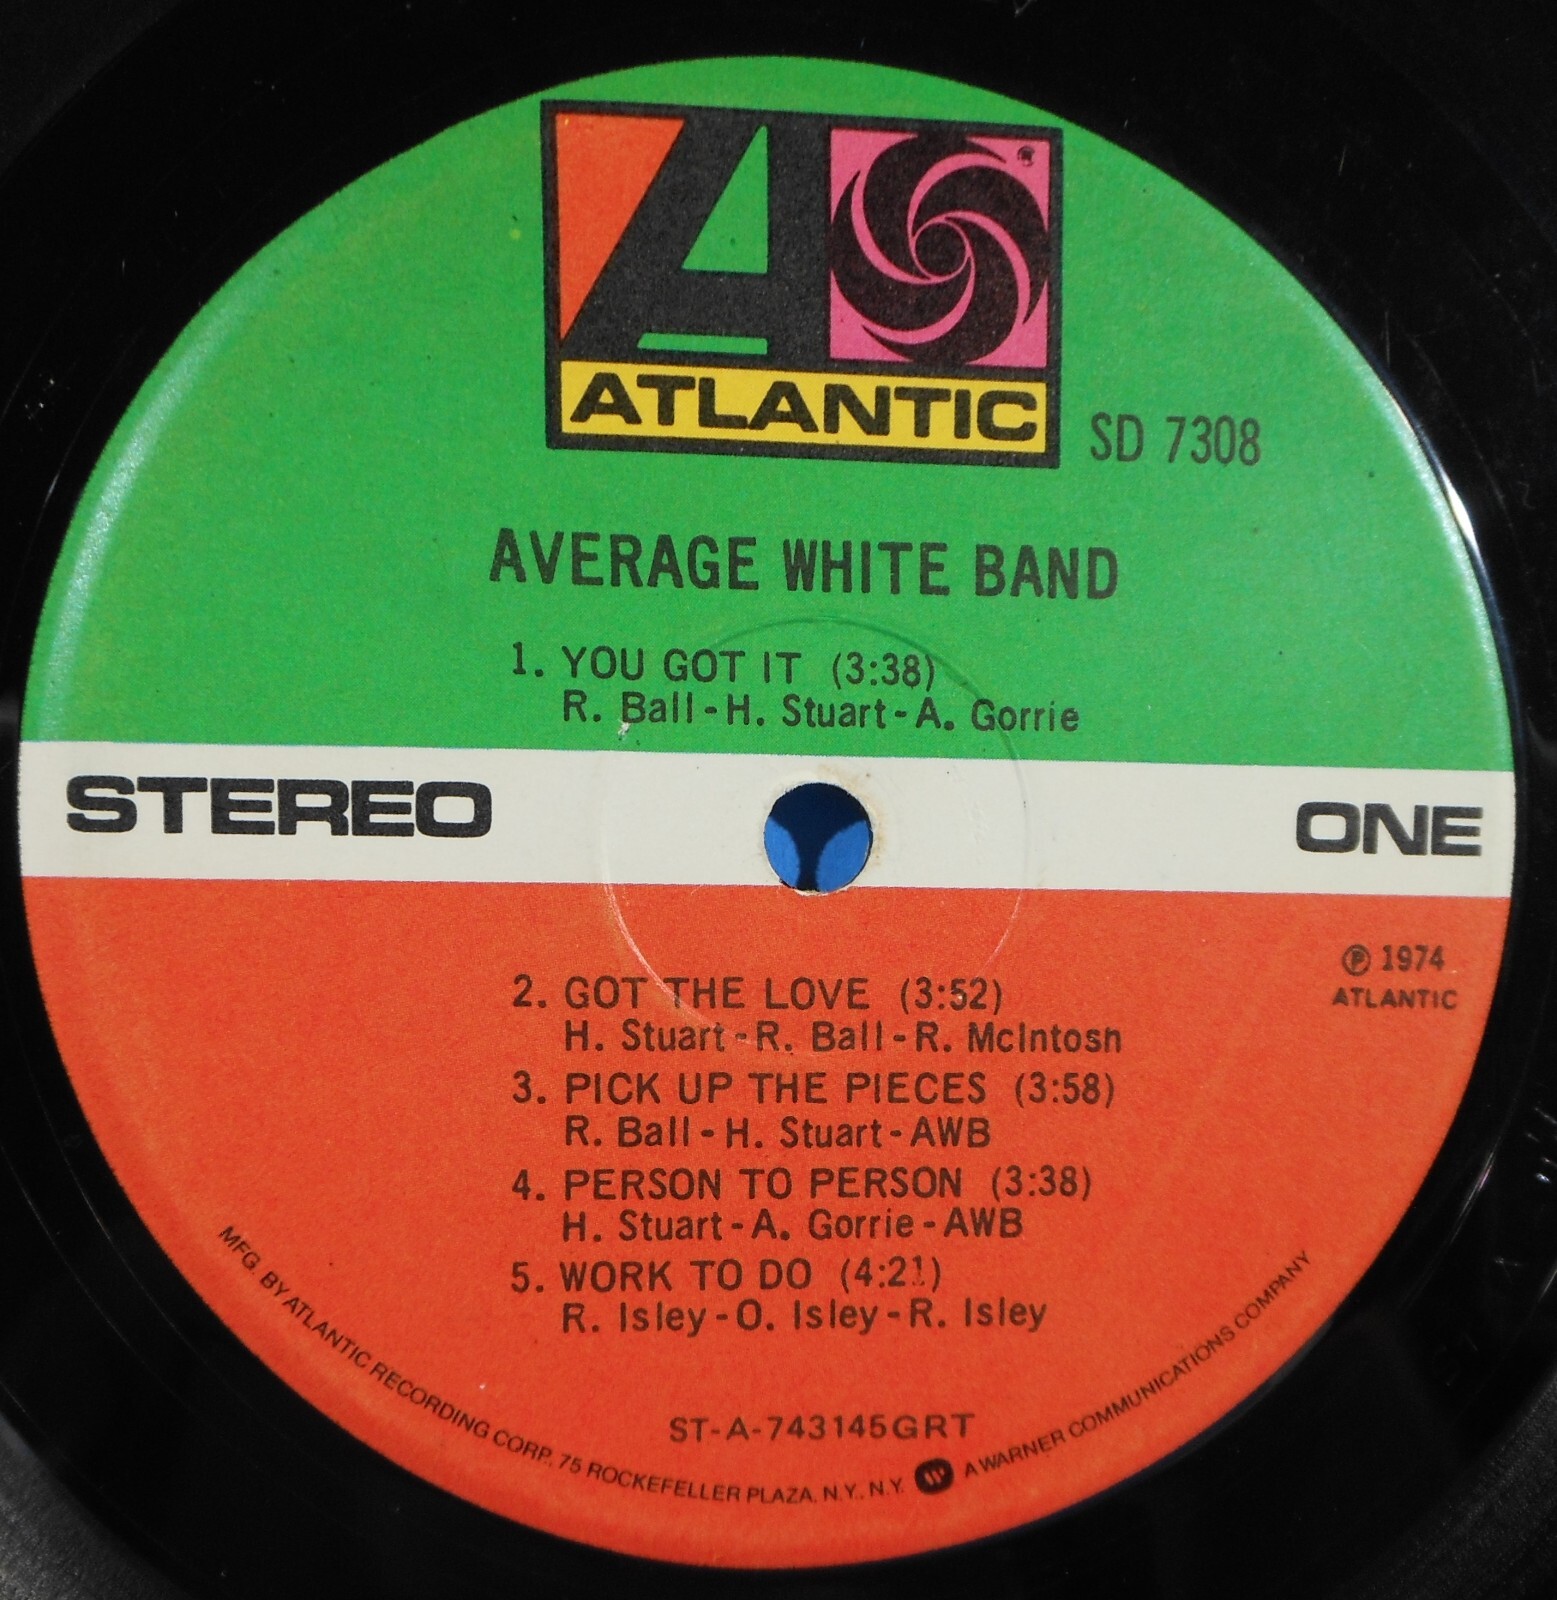 ATLANTIC
SD 7308
AVERAGE WHITE BAND
1. YOU GOT IT (3:38)
R. Ball-H. Stuart-A. Gorrie
STEREO
ONE
℗ 1974
ATLANTIC
2. GOT THE LOVE (3:52)
H. Stuart-R. Ball-R. McIntosh
3. PICK UP THE PIECES (3:58)
R. Ball-H. Stuart-AWB
4. PERSON TO PERSON (3:38)
H. Stuart-A. Gorrie-AWB
5. WORK TO DO (4:21)
R. Isley-O. Isley-R. Isley
ST-A-743145GRT
MFG. BY ATLANTIC RECORDING CORP. 75 ROCKEFELLER PLAZA. N.Y., N.Y. W A WARNER COMMUNICATIONS COMPANY